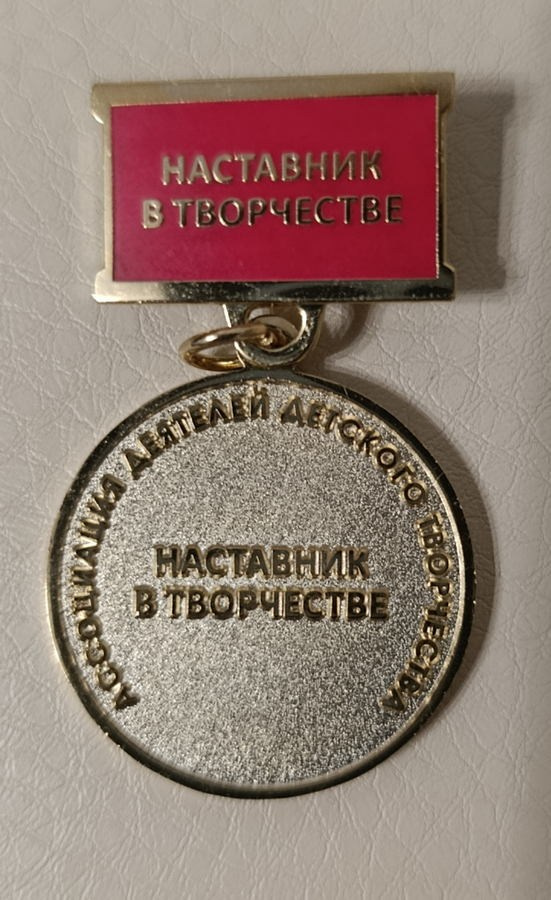 НАСТАВНИК
В ТВОРЧЕСТВЕ
АССОЦИАЦИЯ ДЕЯТЕЛЕЙ ДЕТСКОГО ТВОРЧЕСТВА
НАСТАВНИК
В ТВОРЧЕСТВЕ